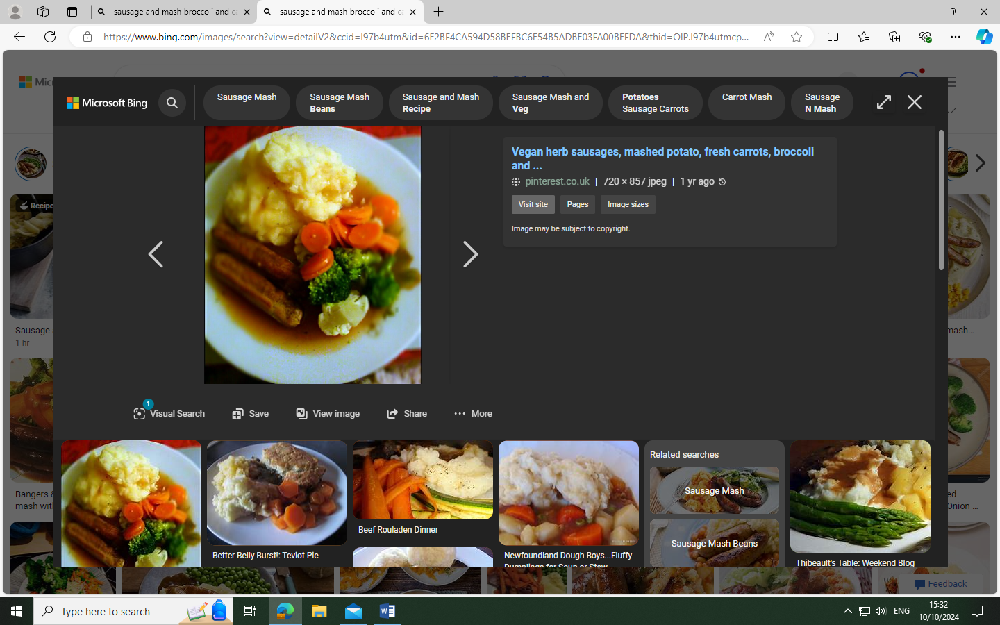 sausage and mash broccoli and ca
sausage and mash broccoli and ca
https://www.bing.com/images/search?view=detailV2&ccid=I97b4utm&id=6E2BF4CA594D58BEFBC6E54B5ADBE03FA00BEFDA&thid=OIP.I97b4utmcp...
Microsoft Bing
Sausage Mash
Sausage Mash
Beans
Sausage and Mash
Recipe
Sausage Mash and
Veg
Potatoes
Sausage Carrots
Carrot Mash
Sausage
N Mash
Vegan herb sausages, mashed potato, fresh carrots, broccoli
and ...
pinterest.co.uk | 720 × 857 jpeg | 1 yr ago
Visit site
Pages
Image sizes
Image may be subject to copyright.
Recipe
Sausage
1 hr
mash...
1
Visual Search
Save
View image
Share
More
Bangers &
mash wit
ed
Onion ...
Better Belly Burst!: Teviot Pie
Beef Rouladen Dinner
Newfoundland Dough Boys...Fluffy
Dumplings for Soup or Stew
Related searches
Sausage Mash
Sausage Mash Beans
Thibeault's Table: Weekend Blog
Feedback
Type here to search
ENG
15:32
10/10/2024